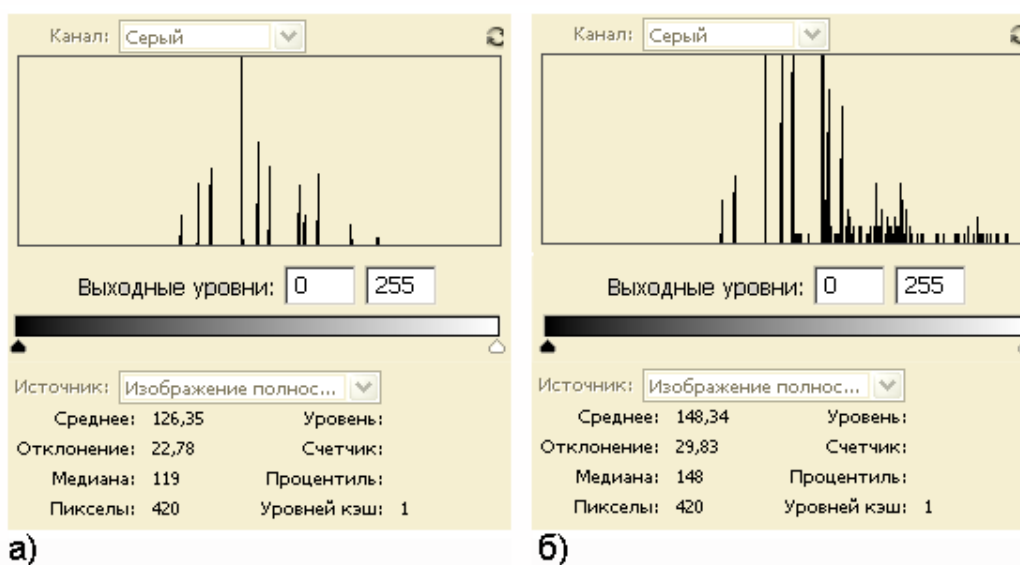 Канал: Серый
Выходные уровни: 0 255
Источник: Изображение полнос...
Среднее: 126,35 Уровень:
Отклонение: 22,78 Счетчик:
Медиана: 119 Процентиль:
Пикселы: 420 Уровней кэш: 1
а)
Канал: Серый
Выходные уровни: 0 255
Источник: Изображение полнос...
Среднее: 148,34 Уровень:
Отклонение: 29,83 Счетчик:
Медиана: 148 Процентиль:
Пикселы: 420 Уровней кэш: 1
б)